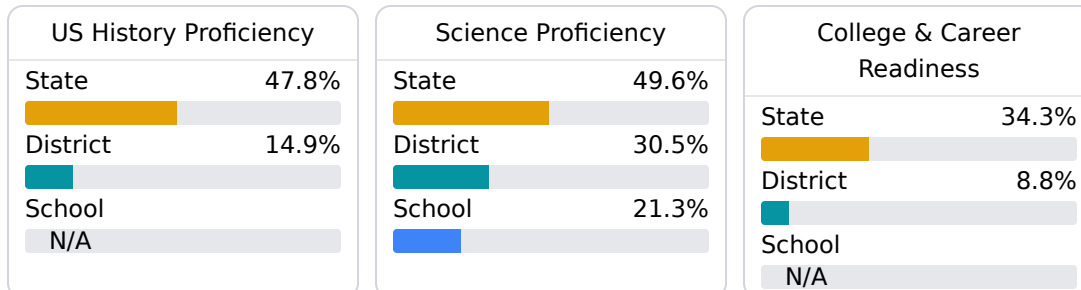 US History Proficiency
State 47.8%
District 14.9%
School
N/A
Science Proficiency
State 49.6%
District 30.5%
School 21.3%
College & Career
Readiness
State 34.3%
District 8.8%
School
N/A